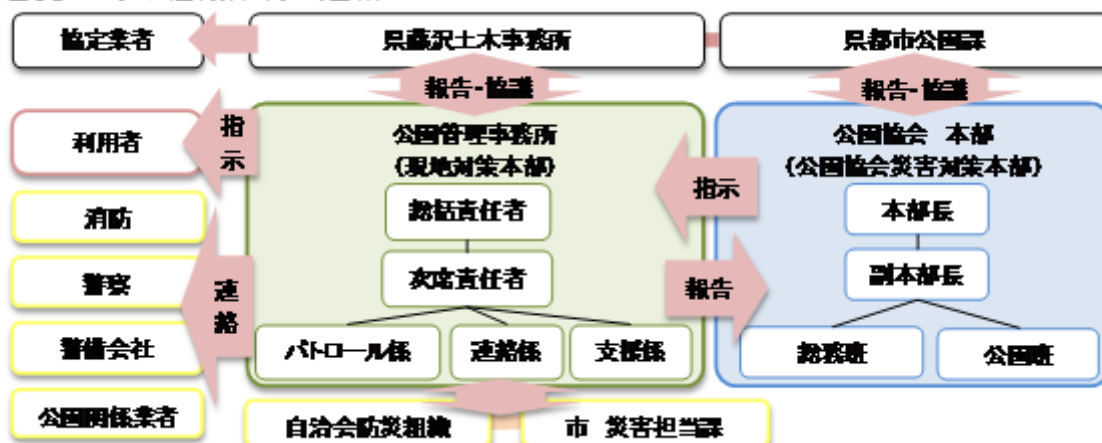 協定業者
県藤沢土木事務所
県都市公園課
報告-協議
報告-協議
利用者
指示
公園管理事務所
(現地対策本部)
公園協会 本部
(公園協会災害対策本部)
消防
総括責任者
指示
本部長
警察
連絡
次席責任者
報告
副本部長
警備会社
パトロール係
連絡係
支援係
総務班
公園班
公園関係業者
自治会防災組織
市 災害担当課